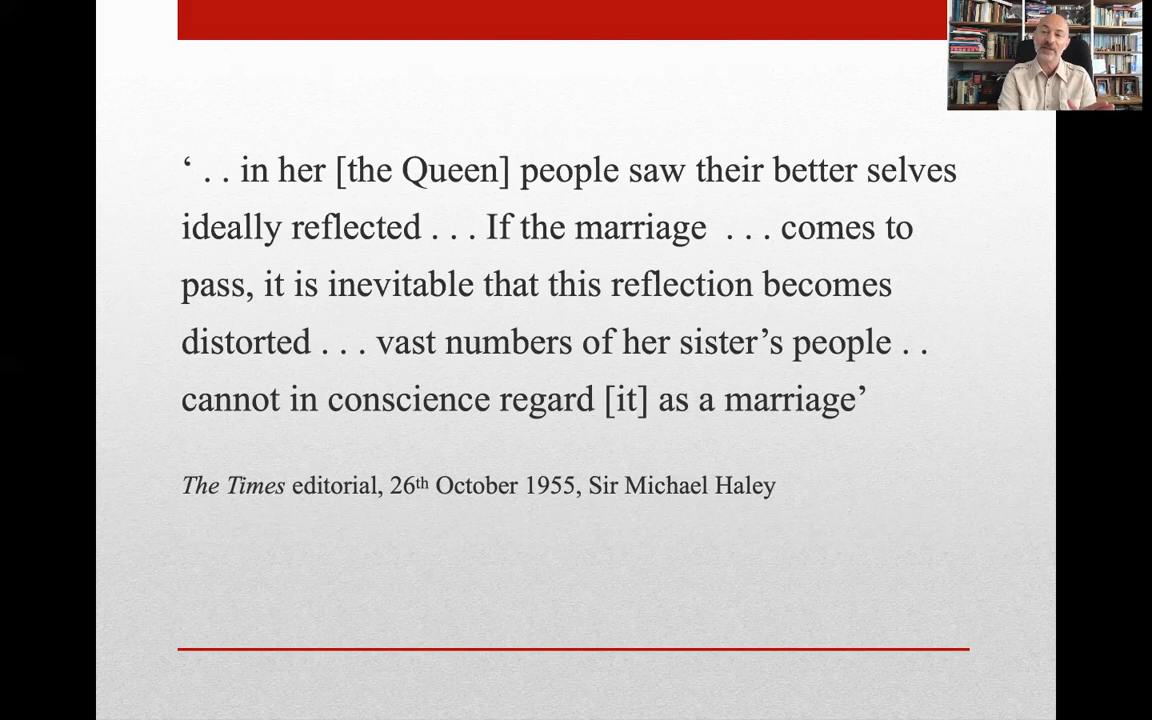 ‘ . . in her [the Queen] people saw their better selves
ideally reflected . . . If the marriage  . . . comes to
pass, it is inevitable that this reflection becomes
distorted . . . vast numbers of her sister’s people . .
cannot in conscience regard [it] as a marriage’
The Times editorial, 26th October 1955, Sir Michael Haley